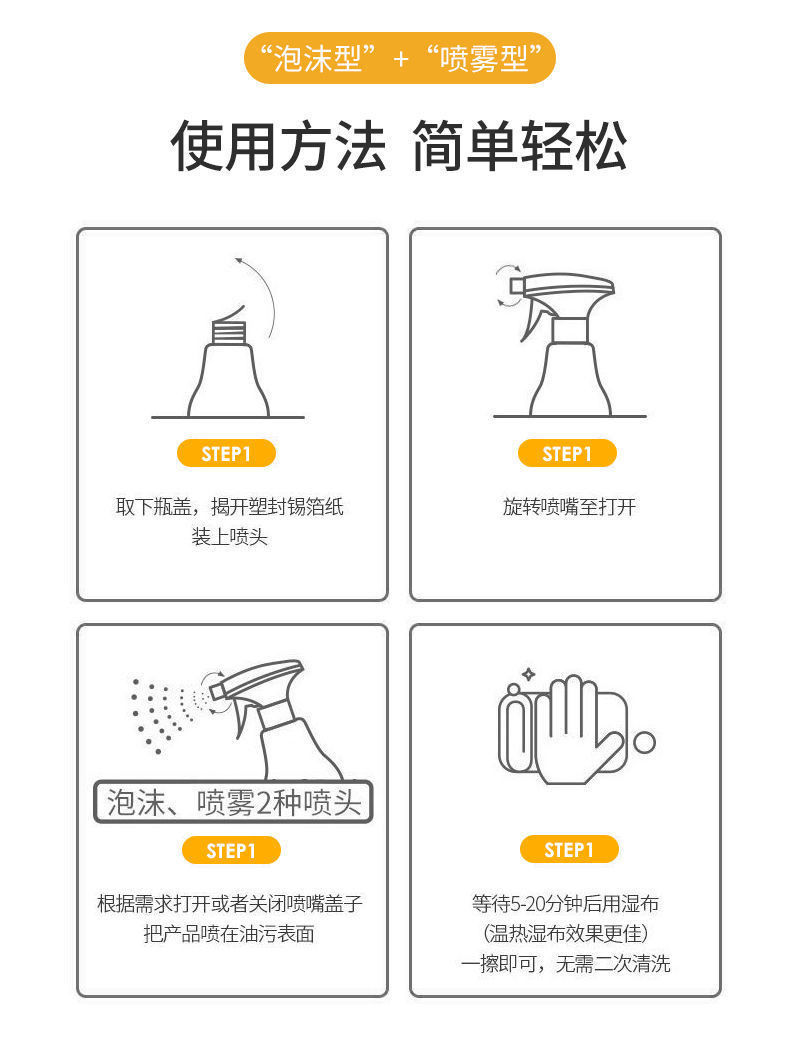 “泡沫型” + “喷雾型”
使用方法 简单轻松
STEP1
取下瓶盖，揭开塑封锡箔纸
装上喷头
STEP1
旋转喷嘴至打开
泡沫、喷雾2种喷头
STEP1
根据需求打开或者关闭喷嘴盖子
把产品喷在油污表面
STEP1
等待5-20分钟后用湿布
（温热湿布效果更佳）
一擦即可，无需二次清洗